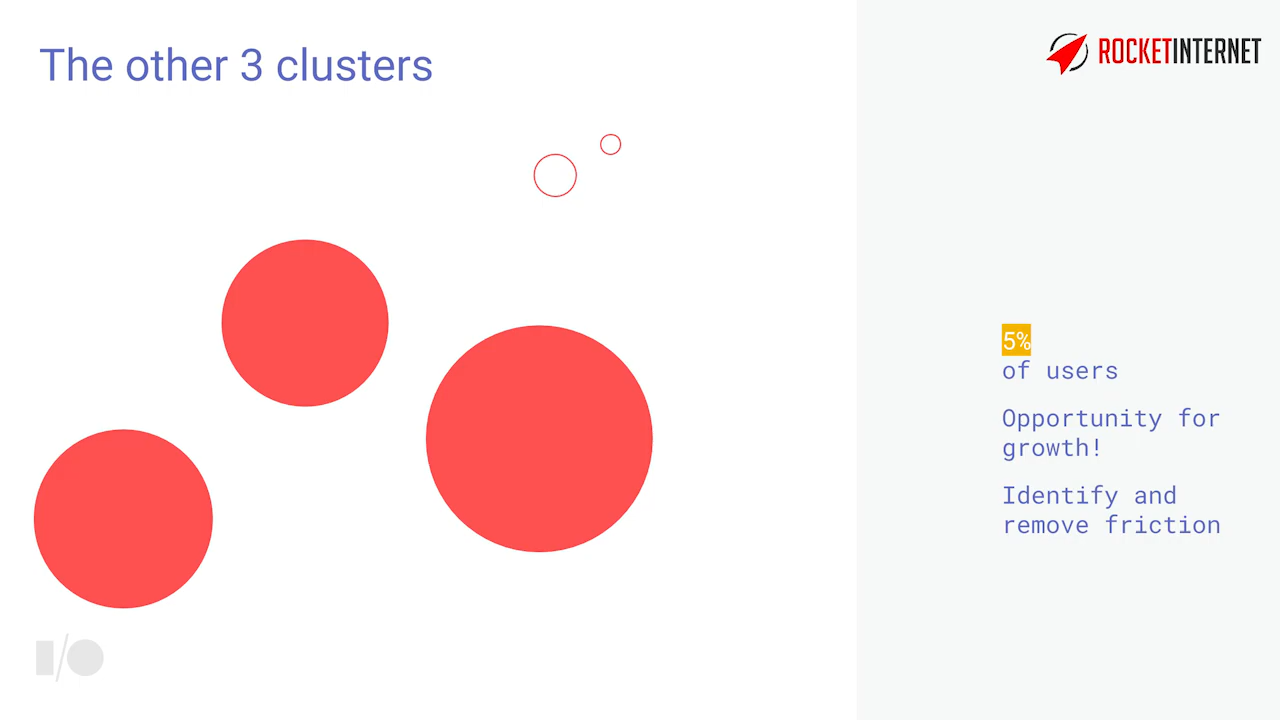 The other 3 clusters
ROCKETINTERNET
5%
of users
Opportunity for
growth!
Identify and
remove friction
I/O